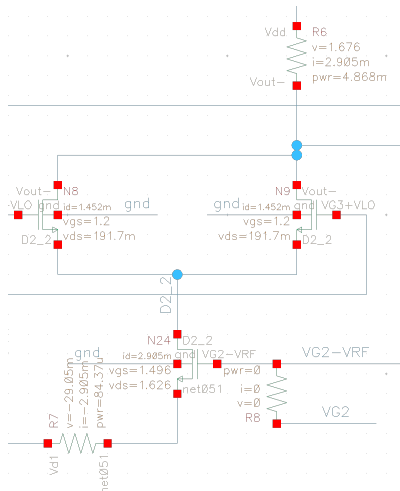 Vdd
R6
v=1.676
i=2.905m
pwr=4.868m
Vout-
Vout-
N8
-VLO
gnd
id=1.452m
gnd
vgs=1.2
D2_2
vds=191.7m
N9
Vout-
gnd
id=1.452m
gnd
VG3+VLO
vgs=1.2
vds=191.7m
D2_2
D2_2
N24
D2_2
gnd
id=2.905m
gnd
VG2-VRF
vgs=1.496
vds=1.626
net051
VG2-VRF
pwr=0
i=0
v=0
R8
VG2
R7
v=-29.05m
i=-2.905m
pwr=84.37u
Vd1
net051